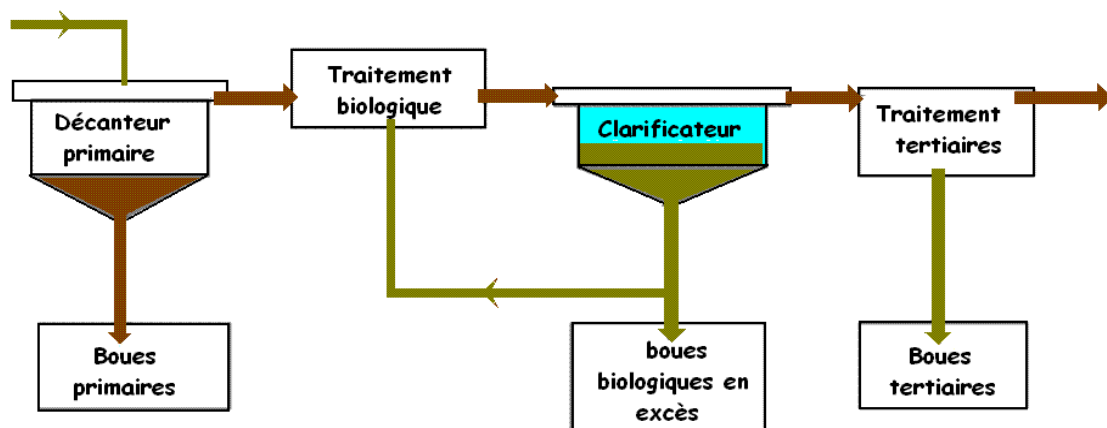 Décanteur
primaire
Traitement
biologique
Clarificateur
Traitement
tertiaires
Boues
primaires
boues
biologiques en
excès
Boues
tertiaires